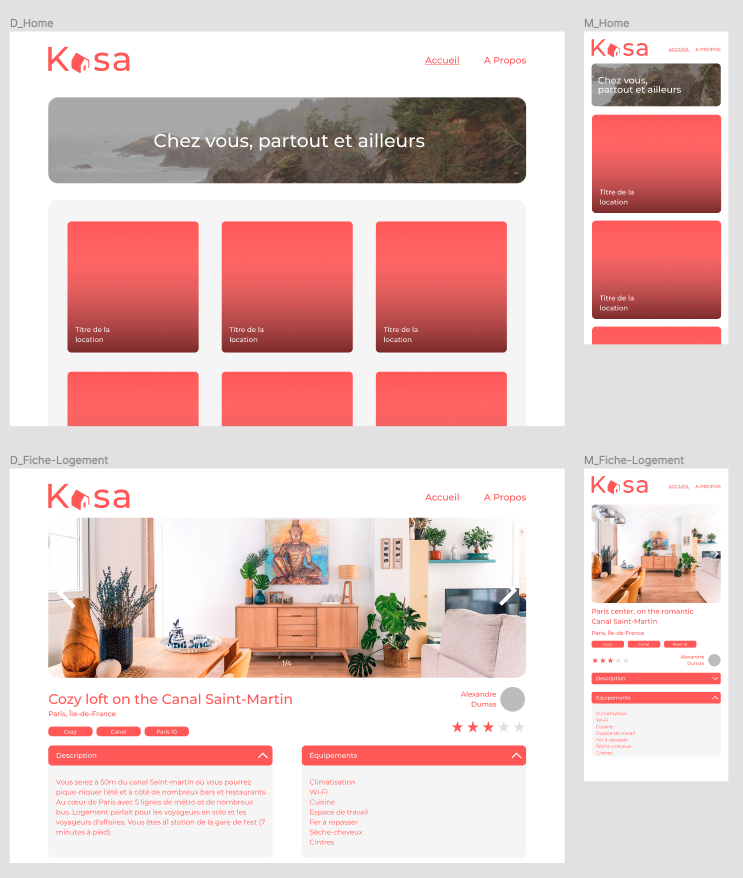 D_Home
Kasa
Accueil
A Propos
Chez vous, partout et ailleurs
Titre de la
location
Titre de la
location
Titre de la
location
M_Home
Kasa
ACCUEIL
A PROPOS
Chez vous,
partout et ailleurs
Titre de la
location
Titre de la
location
D_Fiche-Logement
Kasa
Accueil
A Propos
1/4
Cozy loft on the Canal Saint-Martin
Paris, Île-de-France
Cozy
Canal
Paris 10
Alexandre
Dumas
Description
Vous serez à 50m du canal Saint-martin où vous pourrez
pique-niquer l'été et à côté de nombreux bars et restaurants.
Au cœur de Paris avec 5 lignes de métro et de nombreux
bus. Logement parfait pour les voyageurs en solo et les
voyageurs d'affaires. Vous êtes à1 station de la gare de l'est (7
minutes à pied).
Équipements
Climatisation
Wi-Fi
Cuisine
Espace de travail
Fer à repasser
Sèche-cheveux
Cintres
M_Fiche-Logement
Kasa
ACCUEIL
A PROPOS
Paris center, on the romantic
Canal Saint-Martin
Paris, Île-de-France
Cozy
Canal
Paris 10
Alexandre
Dumas
Description
Équipements
Climatisation
Wi-Fi
Cuisine
Espace de travail
Fer à repasser
Sèche-cheveux
Cintres